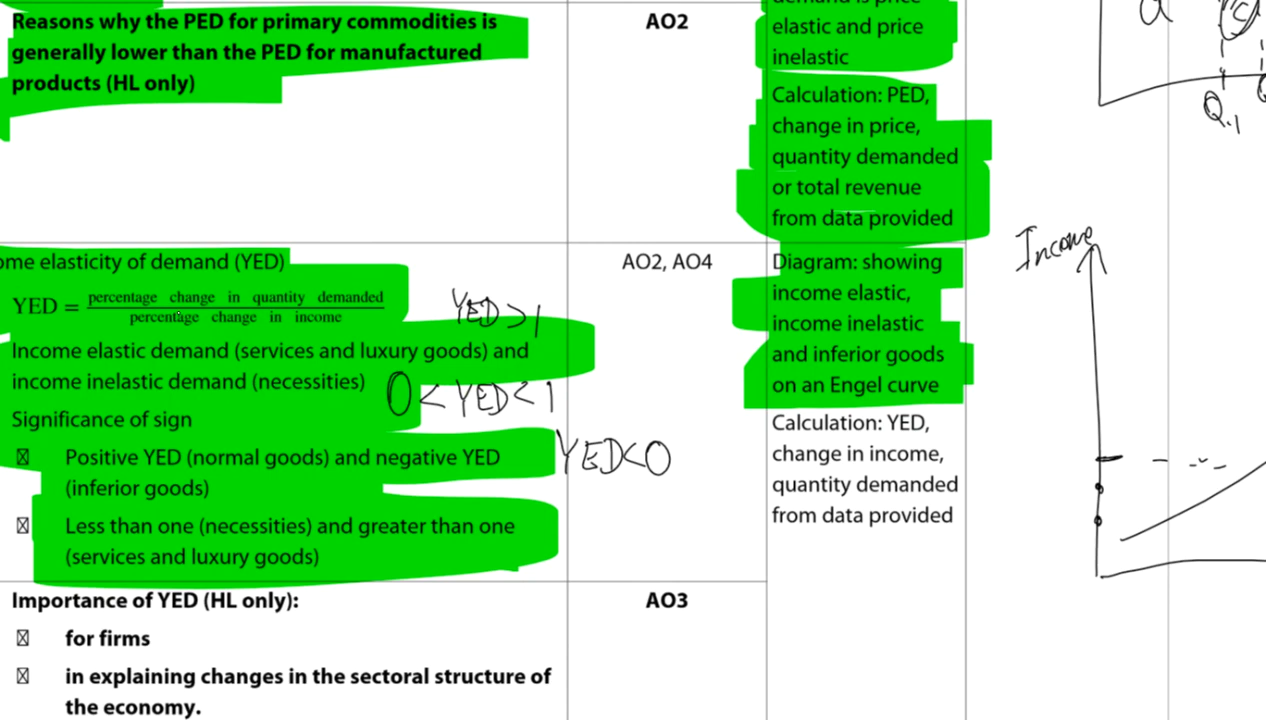 Reasons why the PED for primary commodities is
generally lower than the PED for manufactured
products (HL only)
AO2
demand is price
elastic and price
inelastic
Calculation: PED,
change in price,
quantity demanded
or total revenue
from data provided
Q1
ome elasticity of demand (YED)
YED = percentage change in quantity demanded
percentage change in income
YED > 1
Income elastic demand (services and luxury goods) and
income inelastic demand (necessities)
0 < YED < 1
Significance of sign
Positive YED (normal goods) and negative YED
(inferior goods)
YED < 0
Less than one (necessities) and greater than one
(services and luxury goods)
AO2, AO4
Diagram: showing
income elastic,
income inelastic
and inferior goods
on an Engel curve
Calculation: YED,
change in income,
quantity demanded
from data provided
Income
Importance of YED (HL only):
for firms
in explaining changes in the sectoral structure of
the economy.
AO3